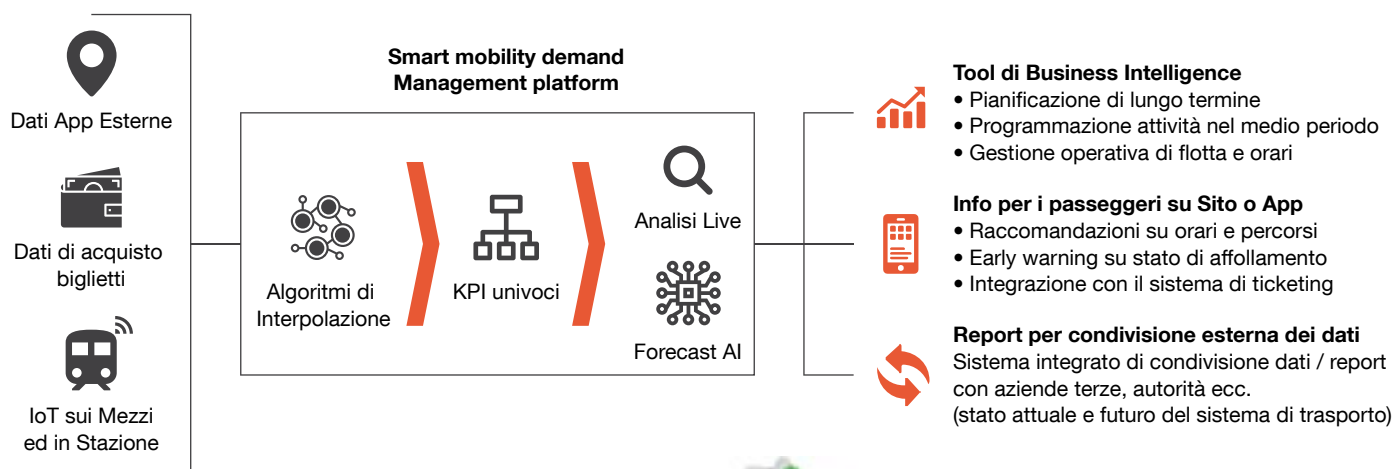 Dati App Esterne
Dati di acquisto
biglietti
IoT sui Mezzi
ed in Stazione
Smart mobility demand
Management platform
Algoritmi di
Interpolazione
KPI univoci
Analisi Live
Forecast AI
Tool di Business Intelligence
• Pianificazione di lungo termine
• Programmazione attività nel medio periodo
• Gestione operativa di flotta e orari
Info per i passeggeri su Sito o App
• Raccomandazioni su orari e percorsi
• Early warning su stato di affollamento
• Integrazione con il sistema di ticketing
Report per condivisione esterna dei dati
Sistema integrato di condivisione dati / report
con aziende terze, autorità ecc.
(stato attuale e futuro del sistema di trasporto)